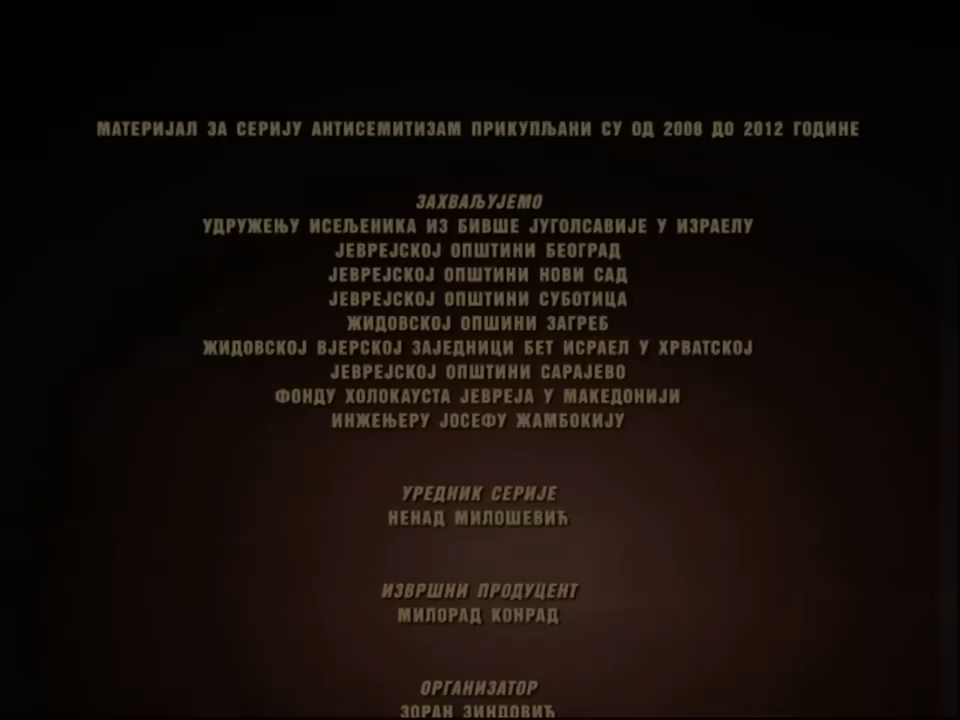 МАТЕРИЈАЛ ЗА СЕРИЈУ АНТИСЕМИТИЗАМ ПРИКУПЉАНИ СУ ОД 2008 ДО 2012 ГОДИНЕ
ЗАХВАЉУЈЕМО
УДРУЖЕЊУ ИСЕЉЕНИКА ИЗ БИВШЕ ЈУГОЛСАВИЈЕ У ИЗРАЕЛУ
ЈЕВРЕЈСКОЈ ОПШТИНИ БЕОГРАД
ЈЕВРЕЈСКОЈ ОПШТИНИ НОВИ САД
ЈЕВРЕЈСКОЈ ОПШТИНИ СУБОТИЦА
ЖИДОВСКОЈ ОПШИНИ ЗАГРЕБ
ЖИДОВСКОЈ ВЈЕРСКОЈ ЗАЈЕДНИЦИ БЕТ ИСРАЕЛ У ХРВАТСКОЈ
ЈЕВРЕЈСКОЈ ОПШТИНИ САРАЈЕВО
ФОНДУ ХОЛОКАУСТА ЈЕВРЕЈА У МАКЕДОНИЈИ
ИНЖЕЊЕРУ ЈОСЕФУ ЖАМБОКИЈУ
УРЕДНИК СЕРИЈЕ
НЕНАД МИЛОШЕВИЋ
ИЗВРШНИ ПРОДУЦЕНТ
МИЛОРАД КОНРАД
ОРГАНИЗАТОР
ЗОРАН ЗИНДОВИЋ